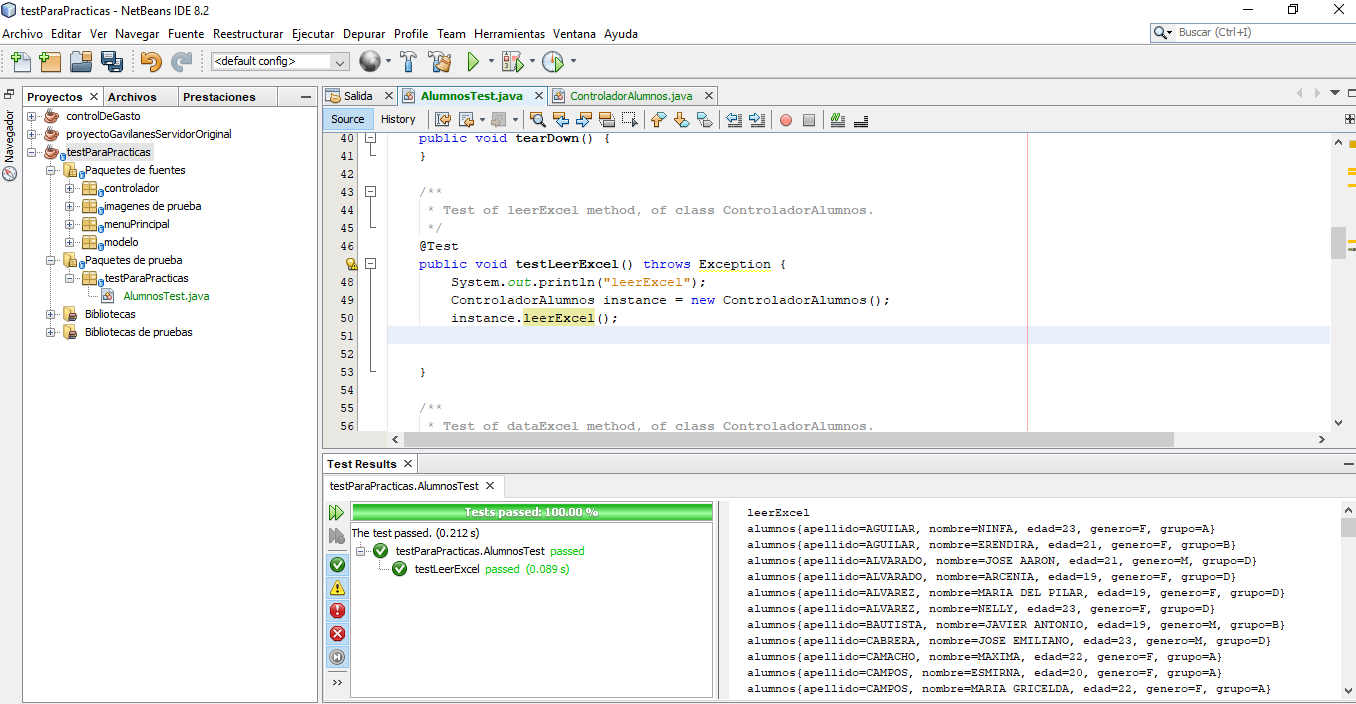 testParaPracticas - NetBeans IDE 8.2
Archivo Editar Ver Navegar Fuente Reestructurar Ejecutar Depurar Profile Team Herramientas Ventana Ayuda
Buscar (Ctrl+I)
<default config>
Navegador
Proyectos Archivos Prestaciones
controlDeGasto
proyectoGavilanesServidorOriginal
testParaPracticas
Paquetes de fuentes
controlador
imagenes de prueba
menuPrincipal
modelo
Paquetes de prueba
testParaPracticas
AlumnosTest.java
Bibliotecas
Bibliotecas de pruebas
Salida AlumnosTest.java ControladorAlumnos.java
Source History
40 public void tearDown() {
41 }
42
43 /**
44 * Test of leerExcel method, of class ControladorAlumnos.
45 */
46 @Test
public void testLeerExcel() throws Exception {
48 System.out.println("leerExcel");
49 ControladorAlumnos instance = new ControladorAlumnos();
50 instance.leerExcel();
51
52
53 }
54
55 /**
56 * Test of dataExcel method, of class ControladorAlumnos.
Test Results
testParaPracticas.AlumnosTest
Tests passed: 100.00 %
The test passed. (0.212 s)
testParaPracticas.AlumnosTest passed
testLeerExcel passed (0.089 s)
leerExcel
alumnos{apellido=AGUILAR, nombre=NINFA, edad=23, genero=F, grupo=A}
alumnos{apellido=AGUILAR, nombre=ERENDIRA, edad=21, genero=F, grupo=B}
alumnos{apellido=ALVARADO, nombre=JOSE AARON, edad=21, genero=M, grupo=D}
alumnos{apellido=ALVARADO, nombre=ARCENIA, edad=19, genero=F, grupo=D}
alumnos{apellido=ALVAREZ, nombre=MARIA DEL PILAR, edad=19, genero=F, grupo=D}
alumnos{apellido=ALVAREZ, nombre=NELLY, edad=23, genero=F, grupo=D}
alumnos{apellido=BAUTISTA, nombre=JAVIER ANTONIO, edad=19, genero=M, grupo=B}
alumnos{apellido=CABRERA, nombre=JOSE EMILIANO, edad=23, genero=M, grupo=D}
alumnos{apellido=CAMACHO, nombre=MAXIMA, edad=22, genero=F, grupo=A}
alumnos{apellido=CAMPOS, nombre=ESMIRNA, edad=20, genero=F, grupo=A}
alumnos{apellido=CAMPOS, nombre=MARIA GRICELDA, edad=22, genero=F, grupo=A}